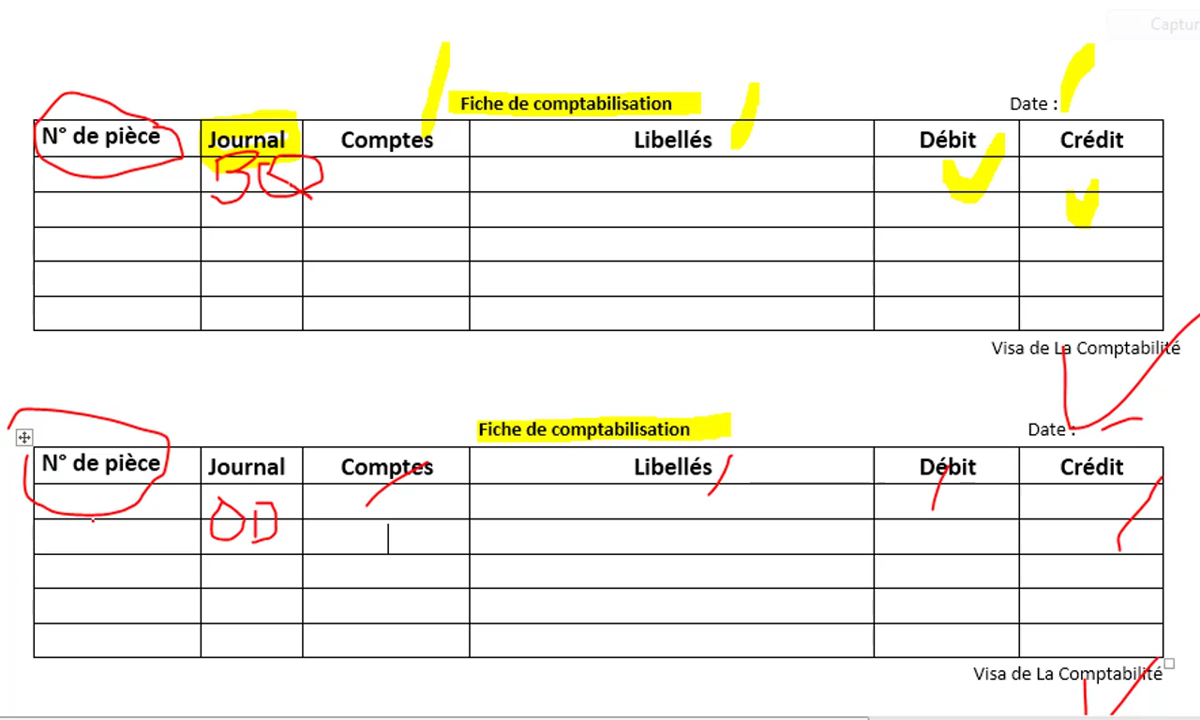 Captur
Fiche de comptabilisation Date :
N° de pièce Journal Comptes Libellés Débit Crédit
Visa de La Comptabilité
Fiche de comptabilisation Date :
N° de pièce Journal Comptes Libellés Débit Crédit
OD
Visa de La Comptabilité